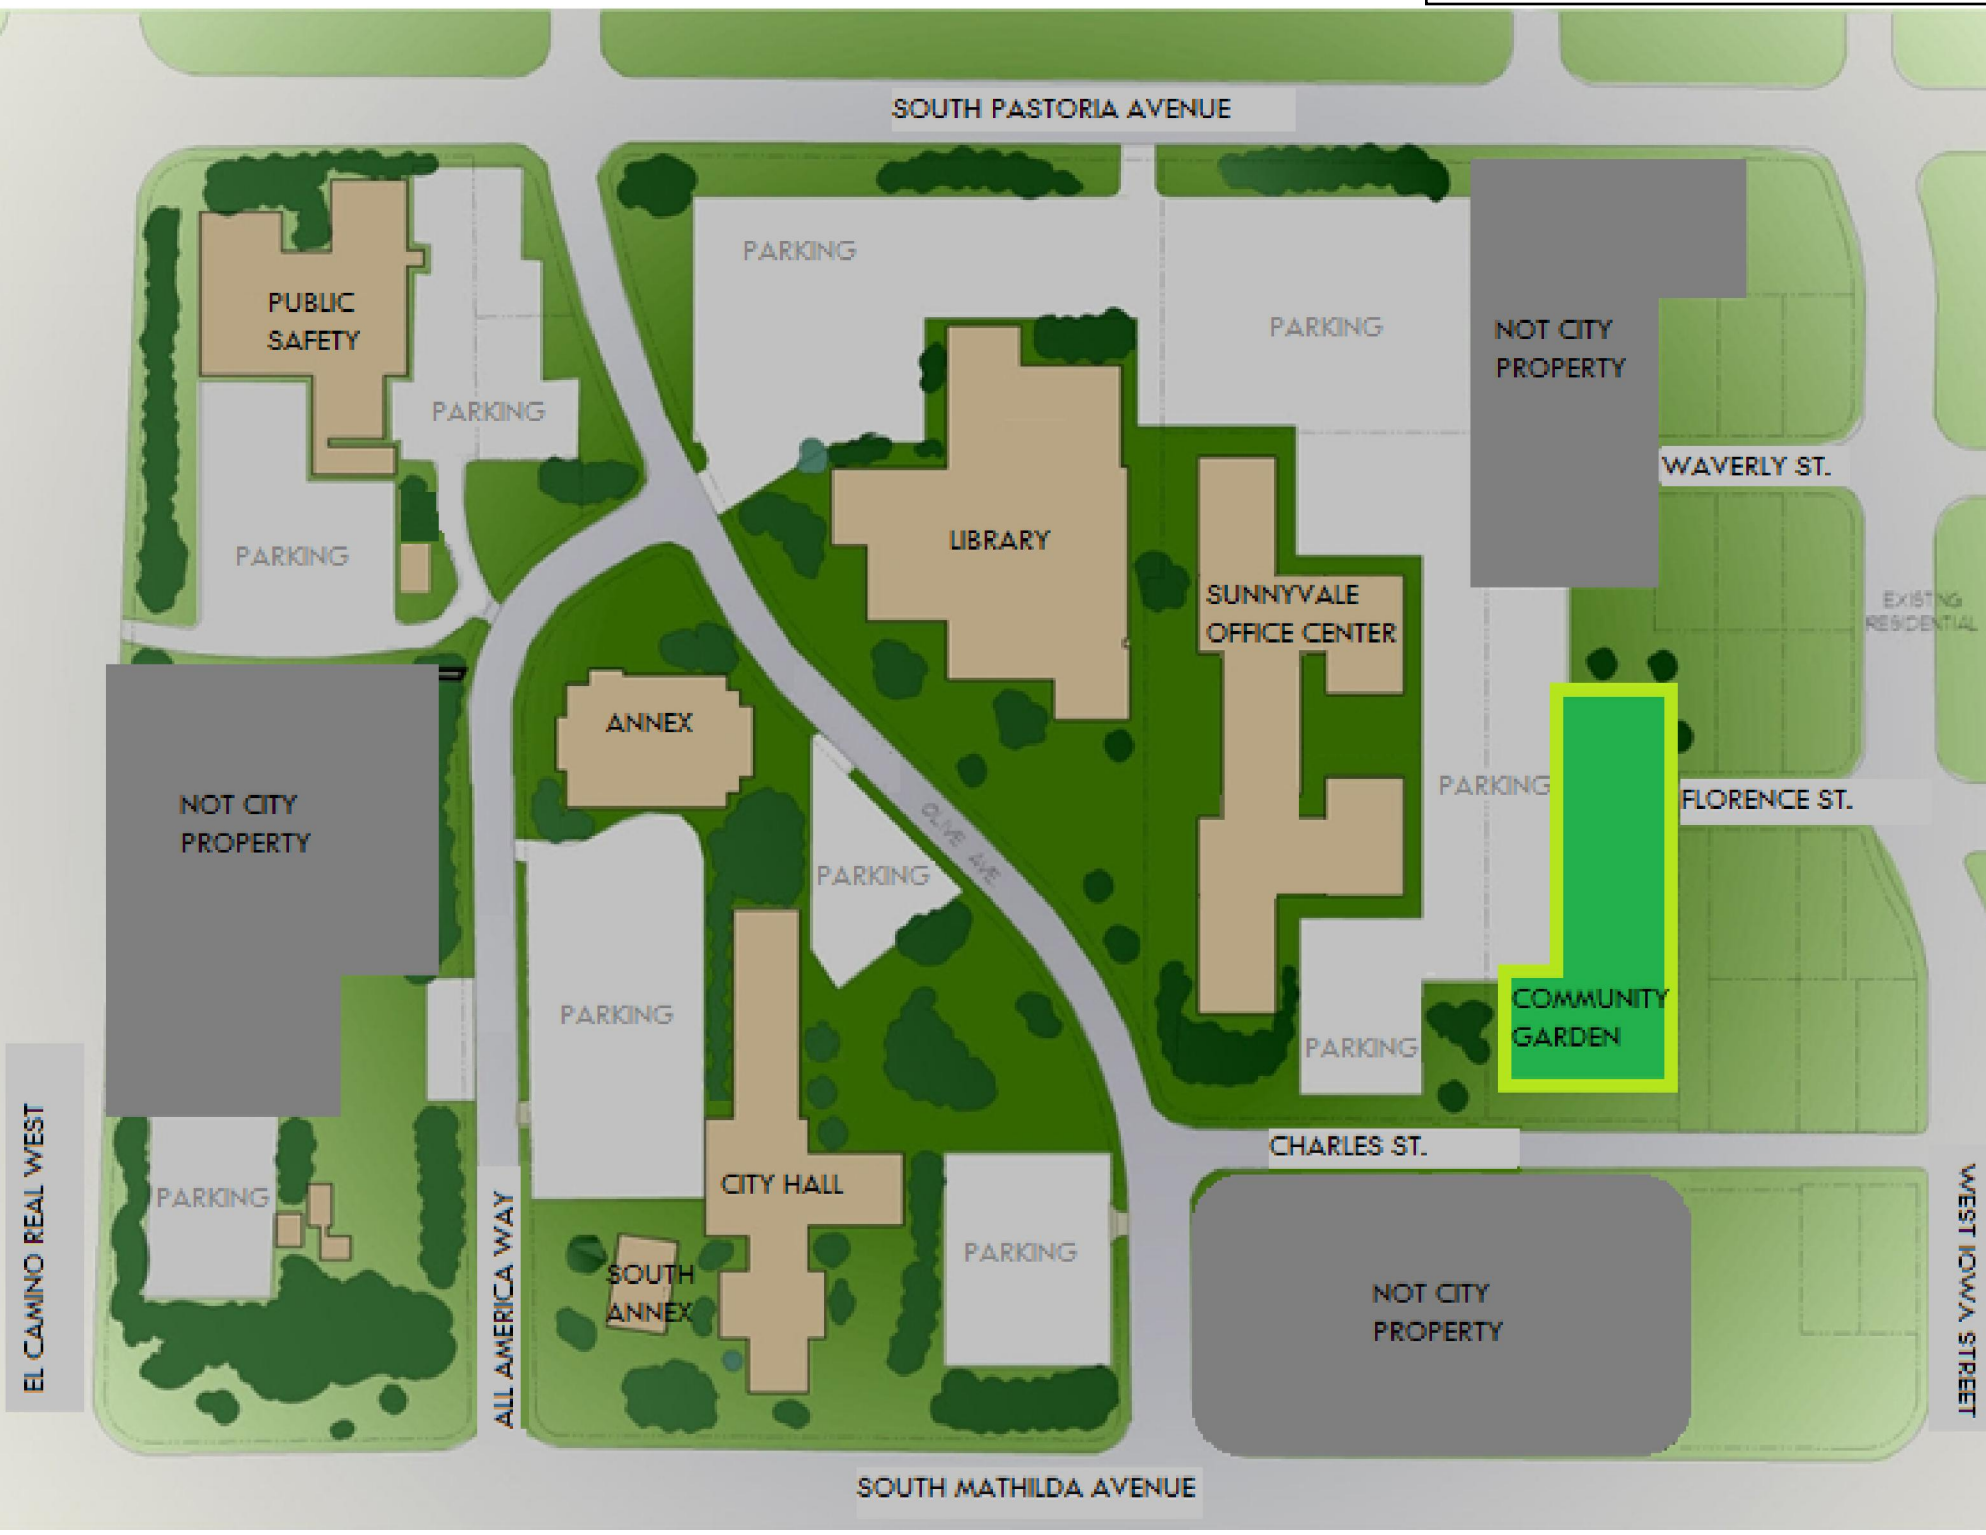 SOUTH PASTORIA AVENUE
PARKING
PUBLIC
SAFETY
PARKING
NOT CITY
PROPERTY
PARKING
WAVERLY ST.
LIBRARY
PARKING
SUNNYVALE
OFFICE CENTER
EXISTNG
RESIDENTIAL
ANNEX
NOT CITY
PROPERTY
PARKING
FLORENCE ST.
OLIVE AVE.
PARKING
COMMUNITY
GARDEN
PARKING
PARKING
CHARLES ST.
CITY HALL
PARKING
PARKING
SOUTH
ANNEX
NOT CITY
PROPERTY
EL CAMINO REAL WEST
ALL AMERICA WAY
WEST IOWA STREET
SOUTH MATHILDA AVENUE